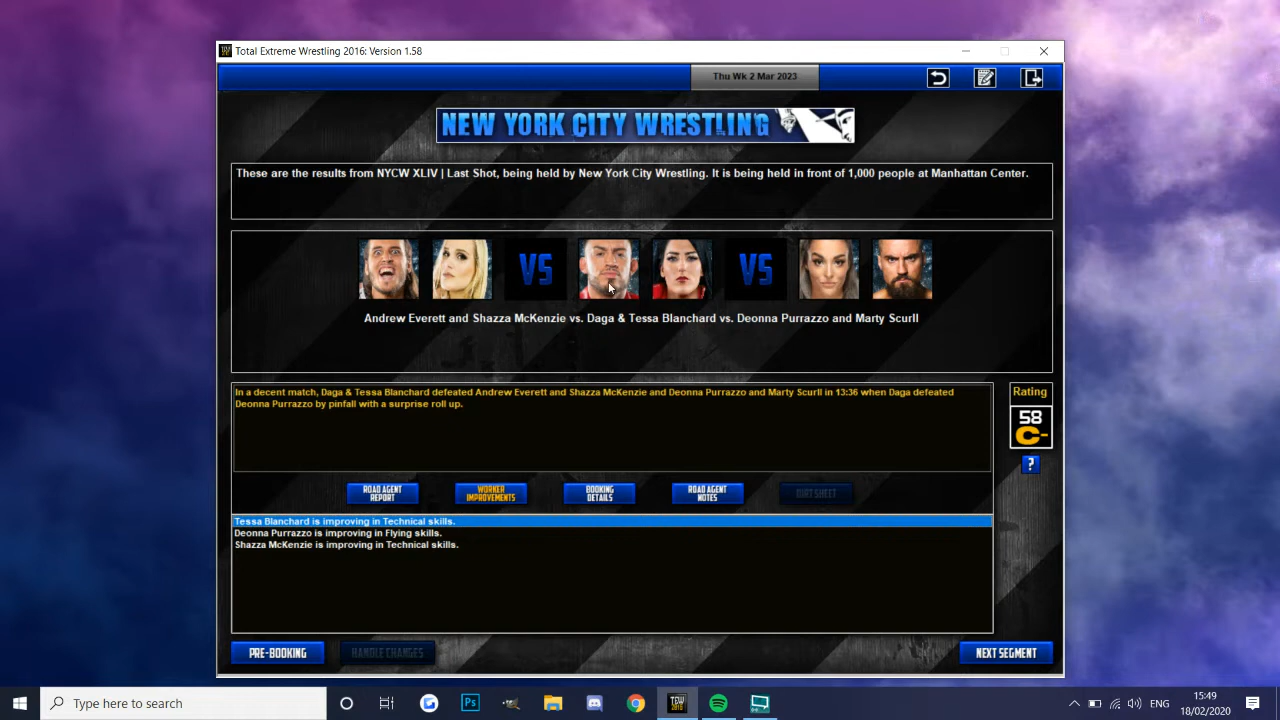 Total Extreme Wrestling 2016: Version 1.58
Thu Wk 2 Mar 2023
NEW YORK CITY WRESTLING
These are the results from NYCW XLIV | Last Shot, being held by New York City Wrestling. It is being held in front of 1,000 people at Manhattan Center.
VS VS
Andrew Everett and Shazza McKenzie vs. Daga & Tessa Blanchard vs. Deonna Purrazzo and Marty Scurll
In a decent match, Daga & Tessa Blanchard defeated Andrew Everett and Shazza McKenzie and Deonna Purrazzo and Marty Scurll in 13:36 when Daga defeated
Deonna Purrazzo by pinfall with a surprise roll up.
Rating
58
C-
?
ROAD AGENT
REPORT
WORKER
IMPROVEMENTS
BOOKING
DETAILS
ROAD AGENT
NOTES
DIRT SHEET
Tessa Blanchard is improving in Technical skills.
Deonna Purrazzo is improving in Flying skills.
Shazza McKenzie is improving in Technical skills.
PRE-BOOKING
HANDLE CHANGES
NEXT SEGMENT
Type here to search
Ps
TEW
2016
ENG
15:49
18/02/2020